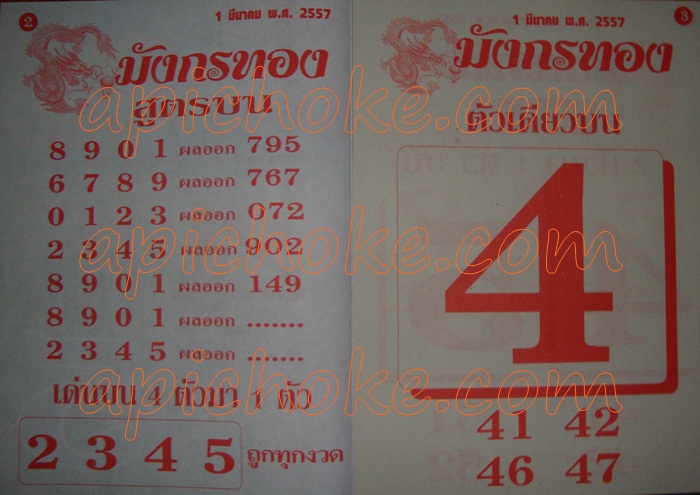 2
1 มีนาคม พ.ศ. 2557
มังกรทอง
สูตรบน
8 9 0 1 ผลออก 795
6 7 8 9 ผลออก 767
0 1 2 3 ผลออก 072
2 3 4 5 ผลออก 902
8 9 0 1 ผลออก 149
8 9 0 1 ผลออก .......
2 3 4 5 ผลออก .......
เด่นบน 4 ตัวมา 1 ตัว
2 3 4 5 ถูกทุกงวด
3
1 มีนาคม พ.ศ. 2557
มังกรทอง
ตัวเดียวบน
4
41 42
46 47
apichoke.com
apichoke.com
apichoke.com